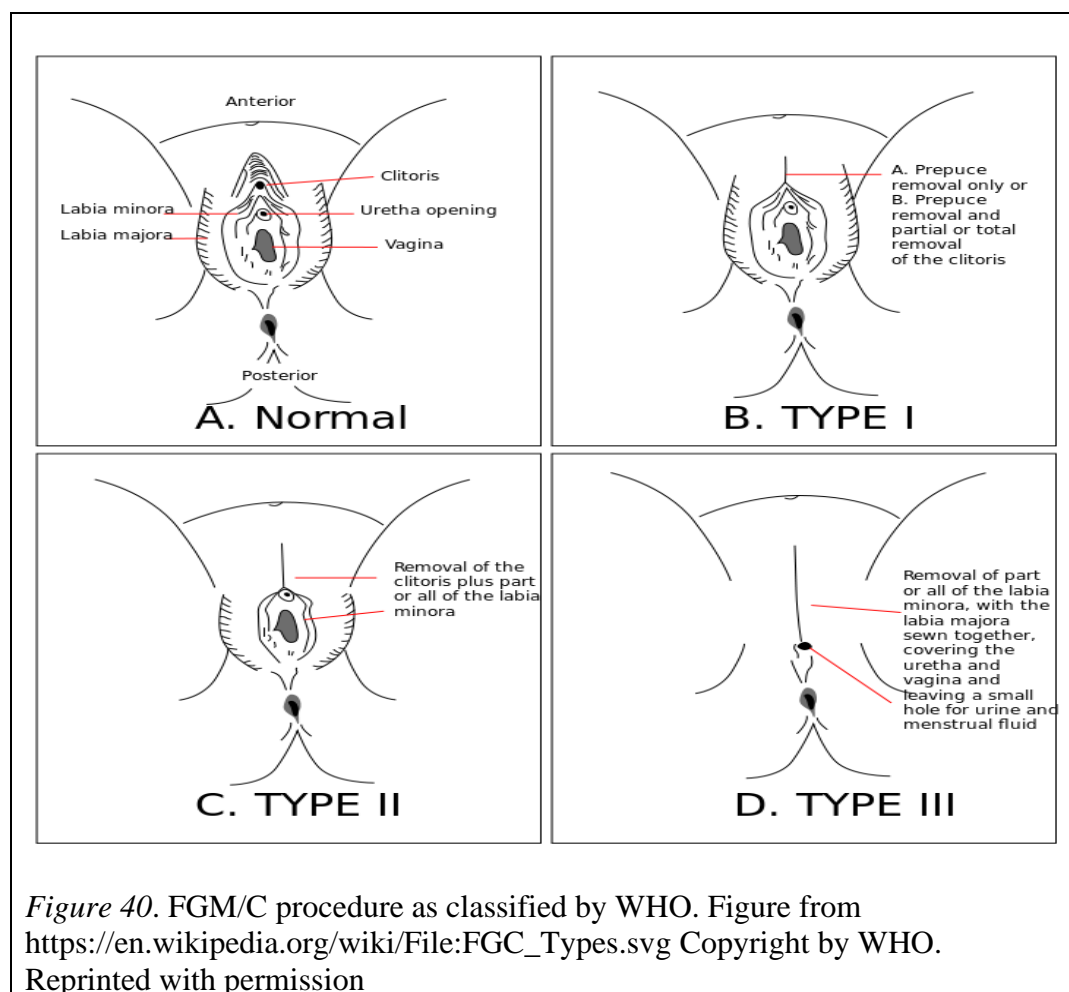 Anterior
Clitoris
Labia minora
Uretha opening
Labia majora
Vagina
Posterior
A. Normal
A. Prepuce
removal only or
B. Prepuce
removal and
partial or total
removal
of the clitoris
B. TYPE I
Removal of the
clitoris plus part
or all of the labia
minora
C. TYPE II
Removal of part
or all of the labia
minora, with the
labia majora
sewn together,
covering the
uretha and
vagina and
leaving a small
hole for urine and
menstrual fluid
D. TYPE III
Figure 40. FGM/C procedure as classified by WHO. Figure from
https://en.wikipedia.org/wiki/File:FGC_Types.svg Copyright by WHO.
Reprinted with permission